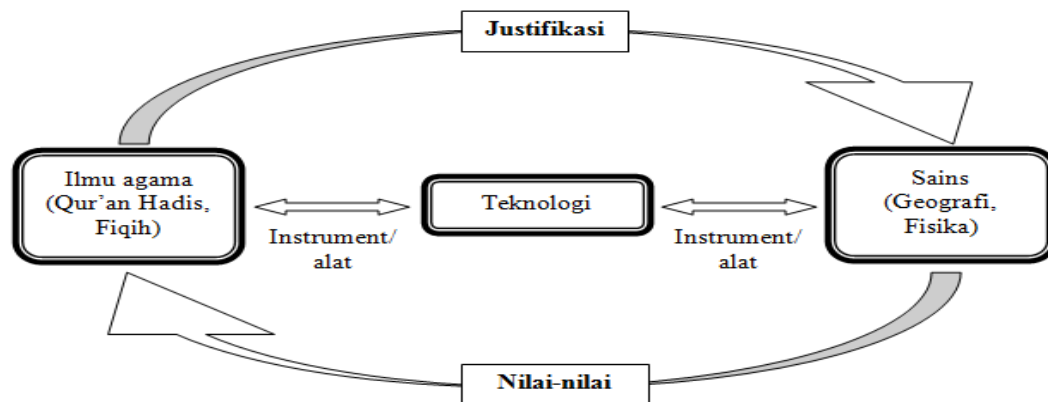 Justifikasi
Ilmu agama
(Qur’an Hadis,
Fiqih)
Instrument/
alat
Teknologi
Instrument/
alat
Sains
(Geografi,
Fisika)
Nilai-nilai